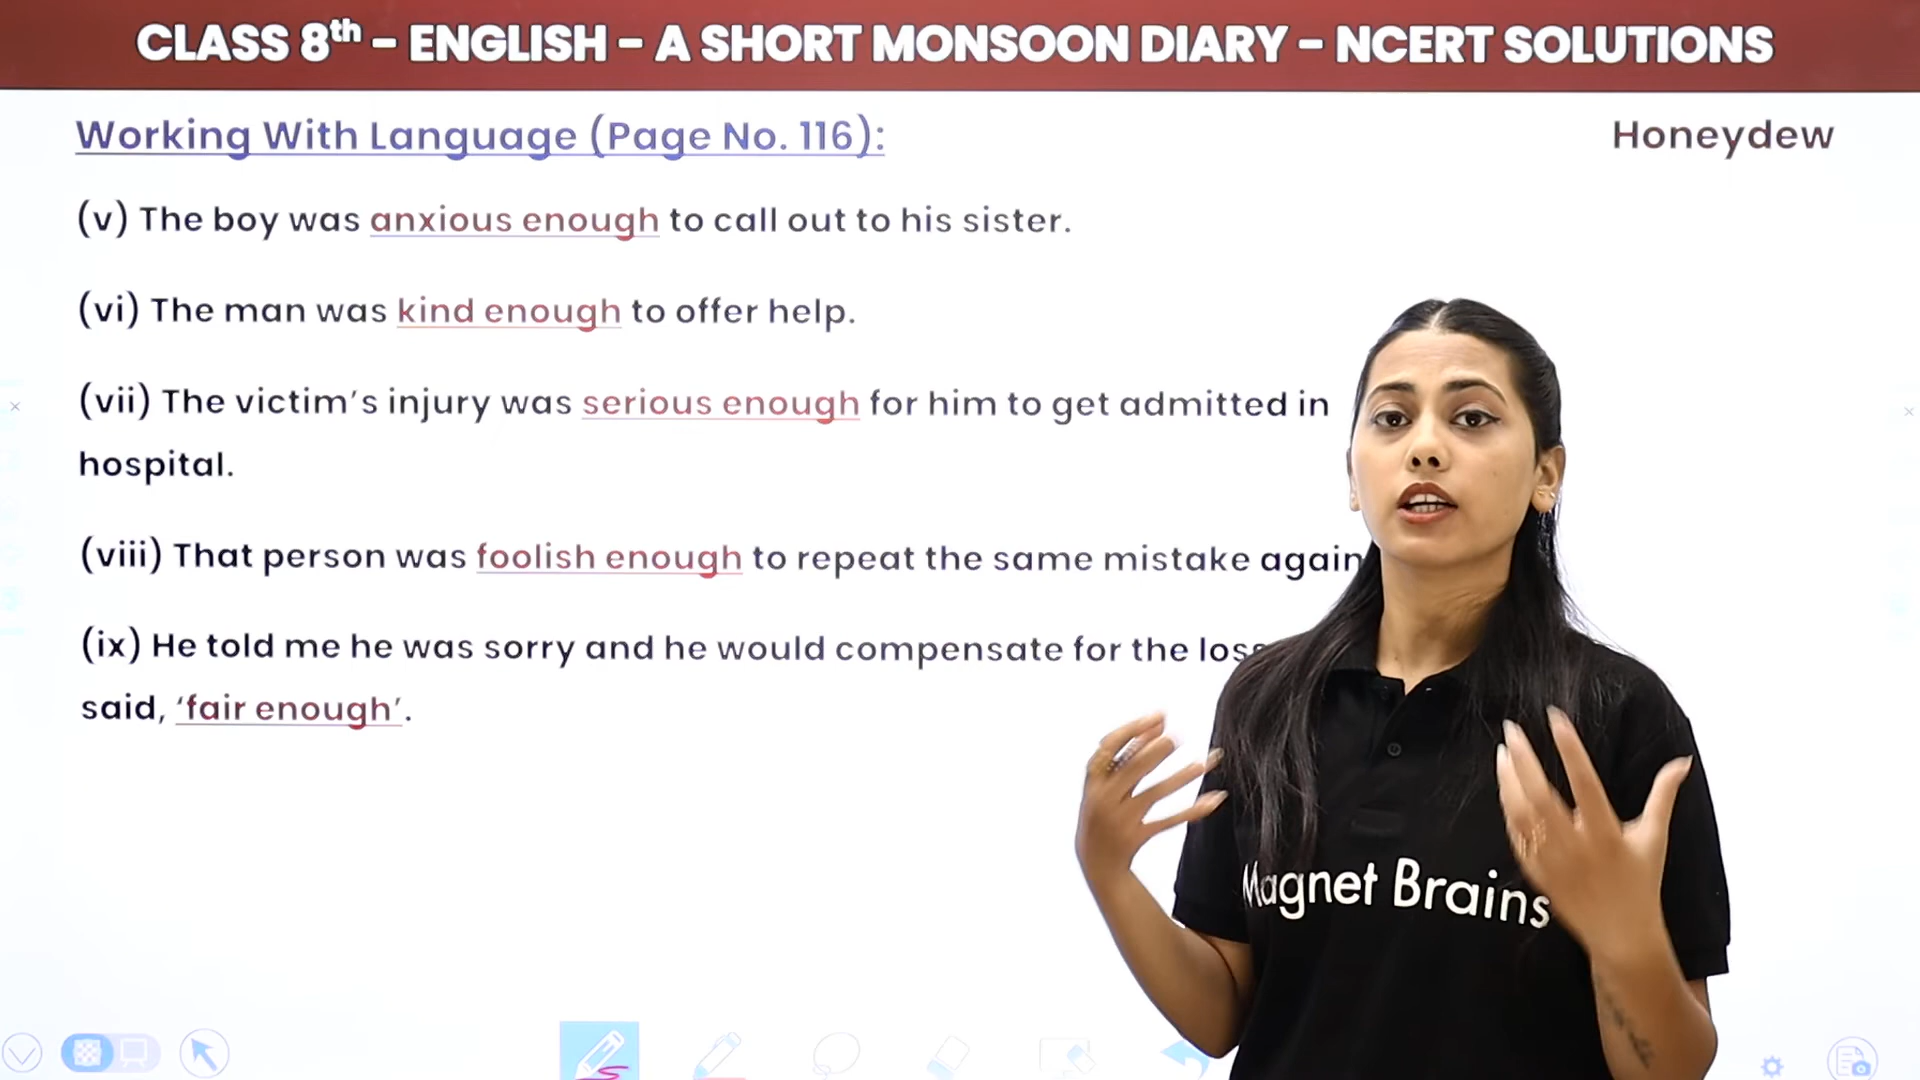 CLASS 8th - ENGLISH - A SHORT MONSOON DIARY - NCERT SOLUTIONS
Working With Language (Page No. 116):
Honeydew
(v) The boy was anxious enough to call out to his sister.
(vi) The man was kind enough to offer help.
(vii) The victim's injury was serious enough for him to get admitted in
hospital.
(viii) That person was foolish enough to repeat the same mistake again
(ix) He told me he was sorry and he would compensate for the
said, 'fair enough'.
Magnet Brains